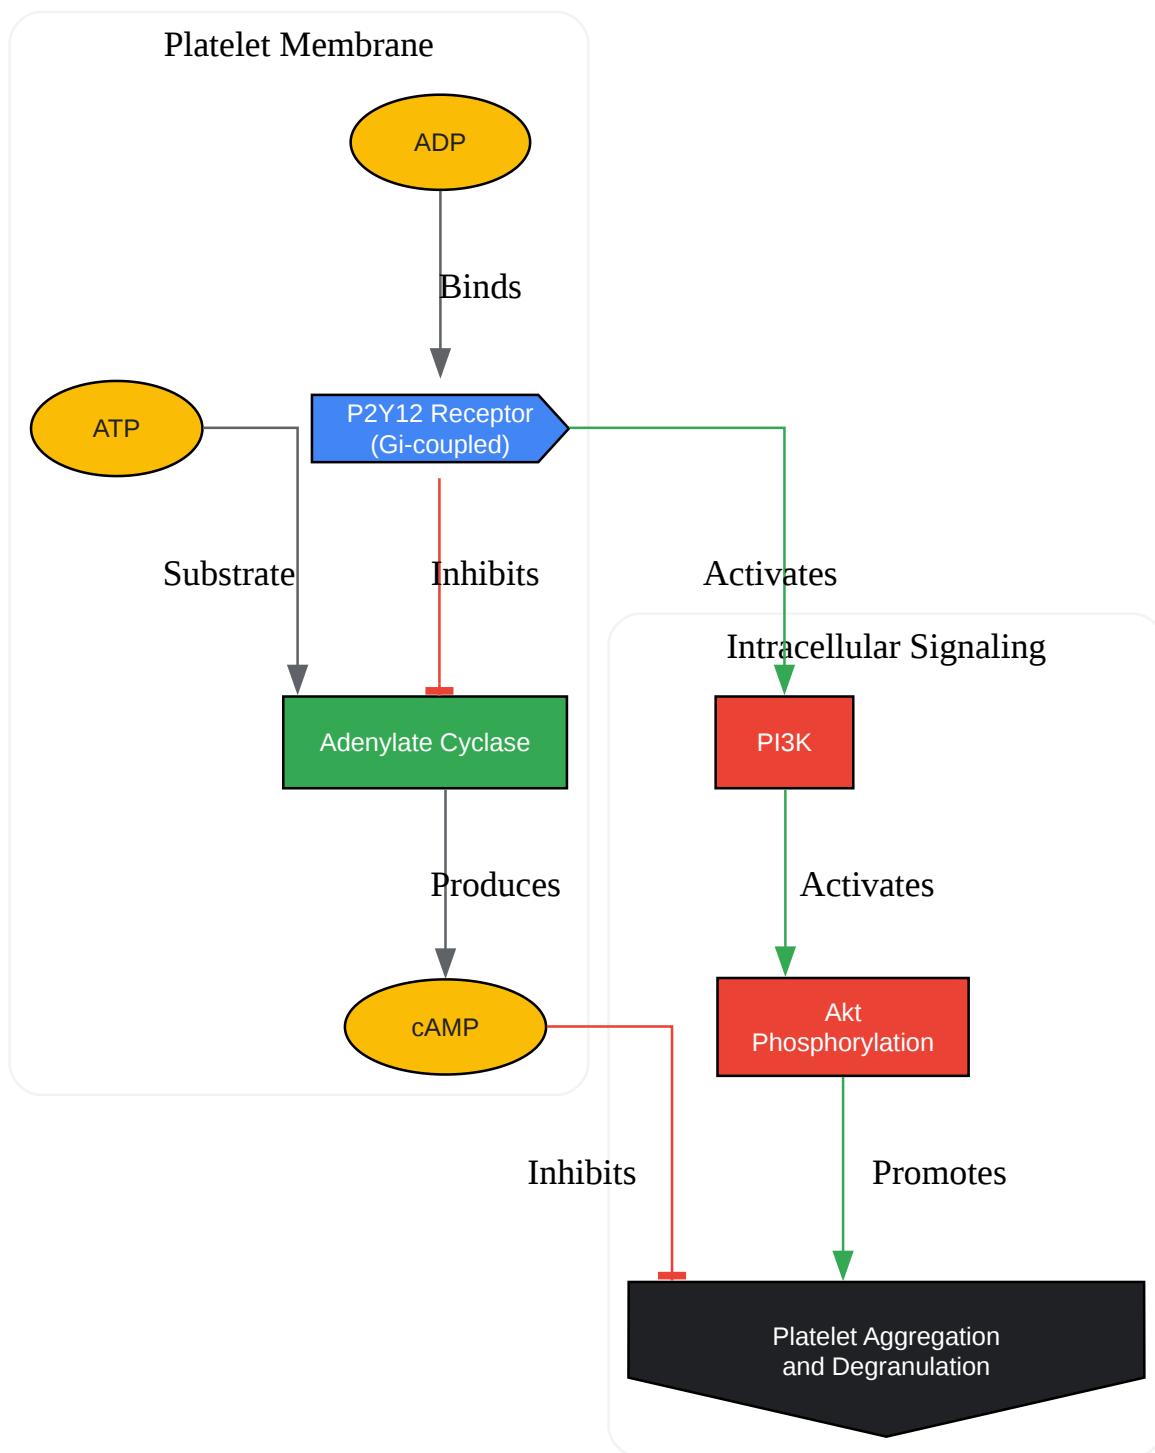 Platelet Membrane
ADP
Binds
ATP
P2Y12 Receptor
(Gi-coupled)
Substrate
Inhibits
Activates
Intracellular Signaling
Adenylate Cyclase
PI3K
Produces
Activates
cAMP
Akt
Phosphorylation
Inhibits
Promotes
Platelet Aggregation
and Degranulation